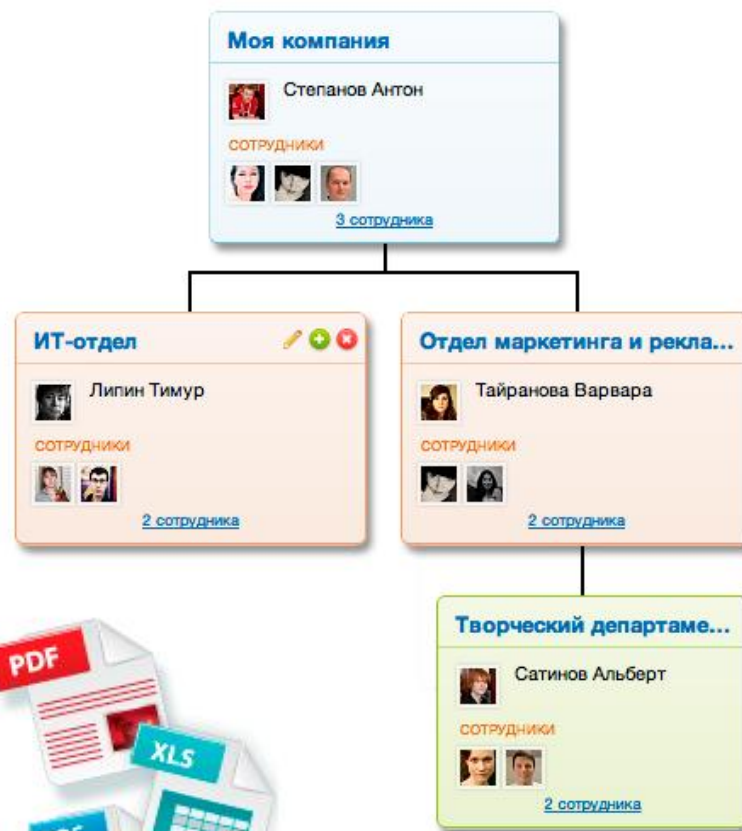 Моя компания
Степанов Антон
СОТРУДНИКИ
3 сотрудника
ИТ-отдел
Липин Тимур
СОТРУДНИКИ
2 сотрудника
Отдел маркетинга и рекла...
Тайранова Варвара
СОТРУДНИКИ
2 сотрудника
Творческий департаме...
Сатинов Альберт
СОТРУДНИКИ
2 сотрудника
PDF
XLS